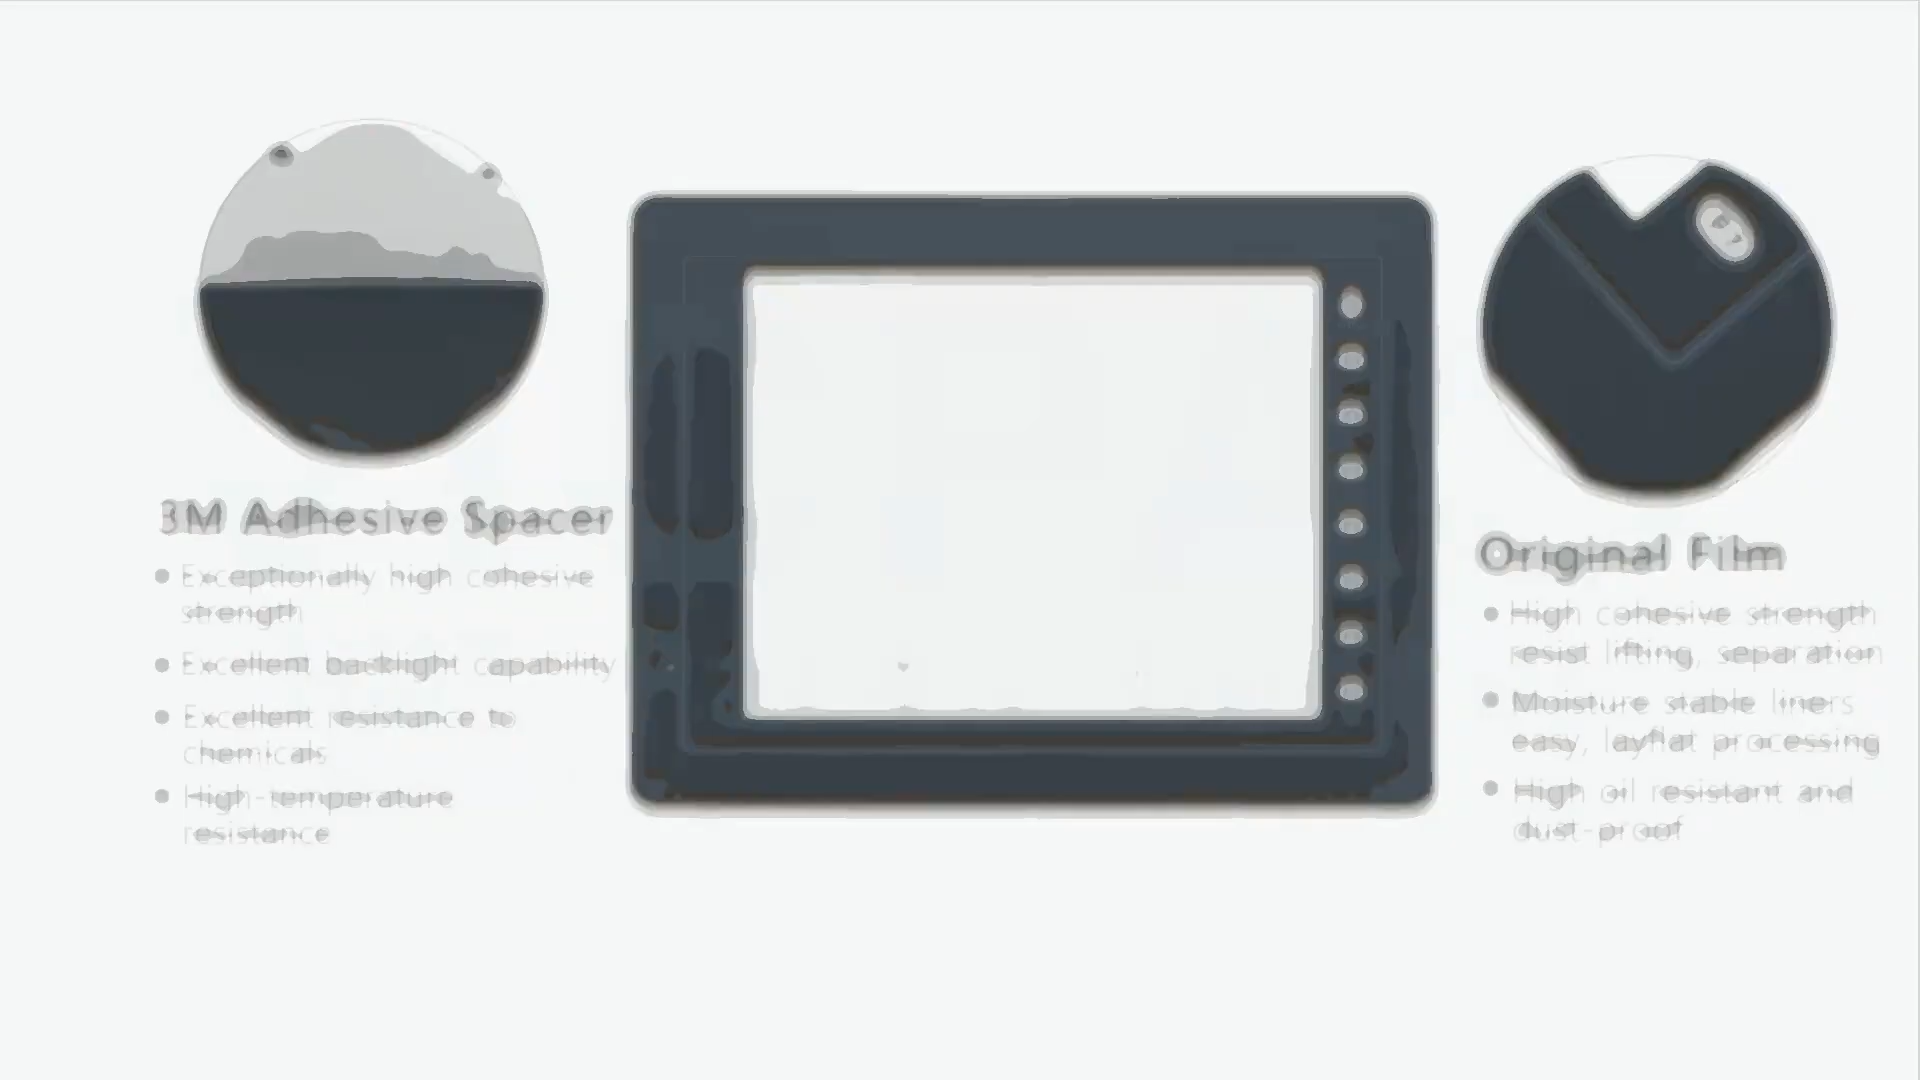 3M Adhesive Spacer
Exceptionally high cohesive
strength
Excellent backlight capability
Excellent resistance to
chemicals
High-temperature
resistance
Original Film
High cohesive strength
resist lifting, separation
Moisture stable liners
easy, layflat processing
High oil resistant and
dust-proof